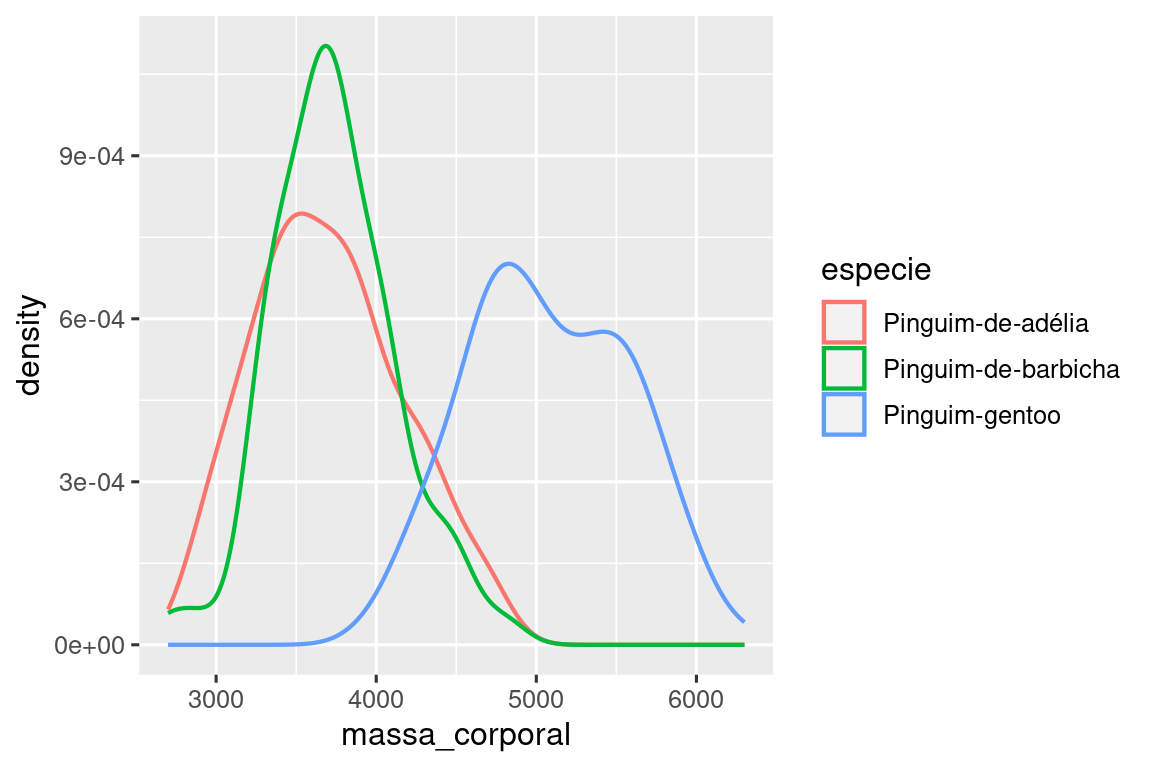 density
9e-04
6e-04
3e-04
0e+00
3000 4000 5000 6000
massa_corporal
especie
Pinguim-de-adélia
Pinguim-de-barbicha
Pinguim-gentoo